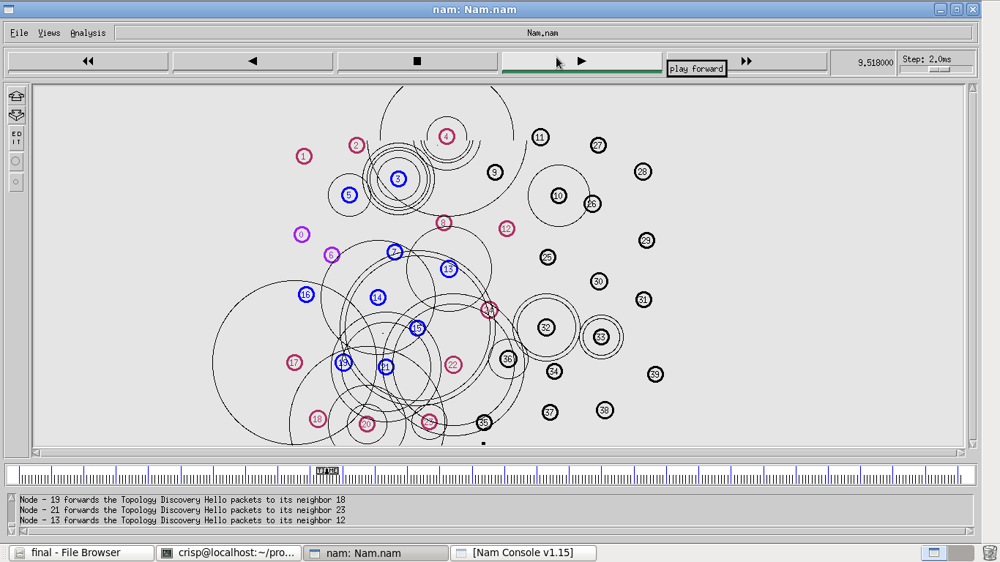 nam: Nam.nam
File Views Analysis Nam.nam
9.518000 Step: 2.0ms
play forward
ED
IT
4
11
2 27
1
9 28
3
5 10
26
8
12
0
29
7
6 25
13
30
16
14 31
24
15 32
33
36
17 19 22
21
34
39
38
37
18
23 35
20
TIME
Node - 19 forwards the Topology Discovery Hello packets to its neighbor 18
Node - 21 forwards the Topology Discovery Hello packets to its neighbor 23
Node - 13 forwards the Topology Discovery Hello packets to its neighbor 12
final - File Browser crisp@localhost:~/pro... nam: Nam.nam [Nam Console v1.15]